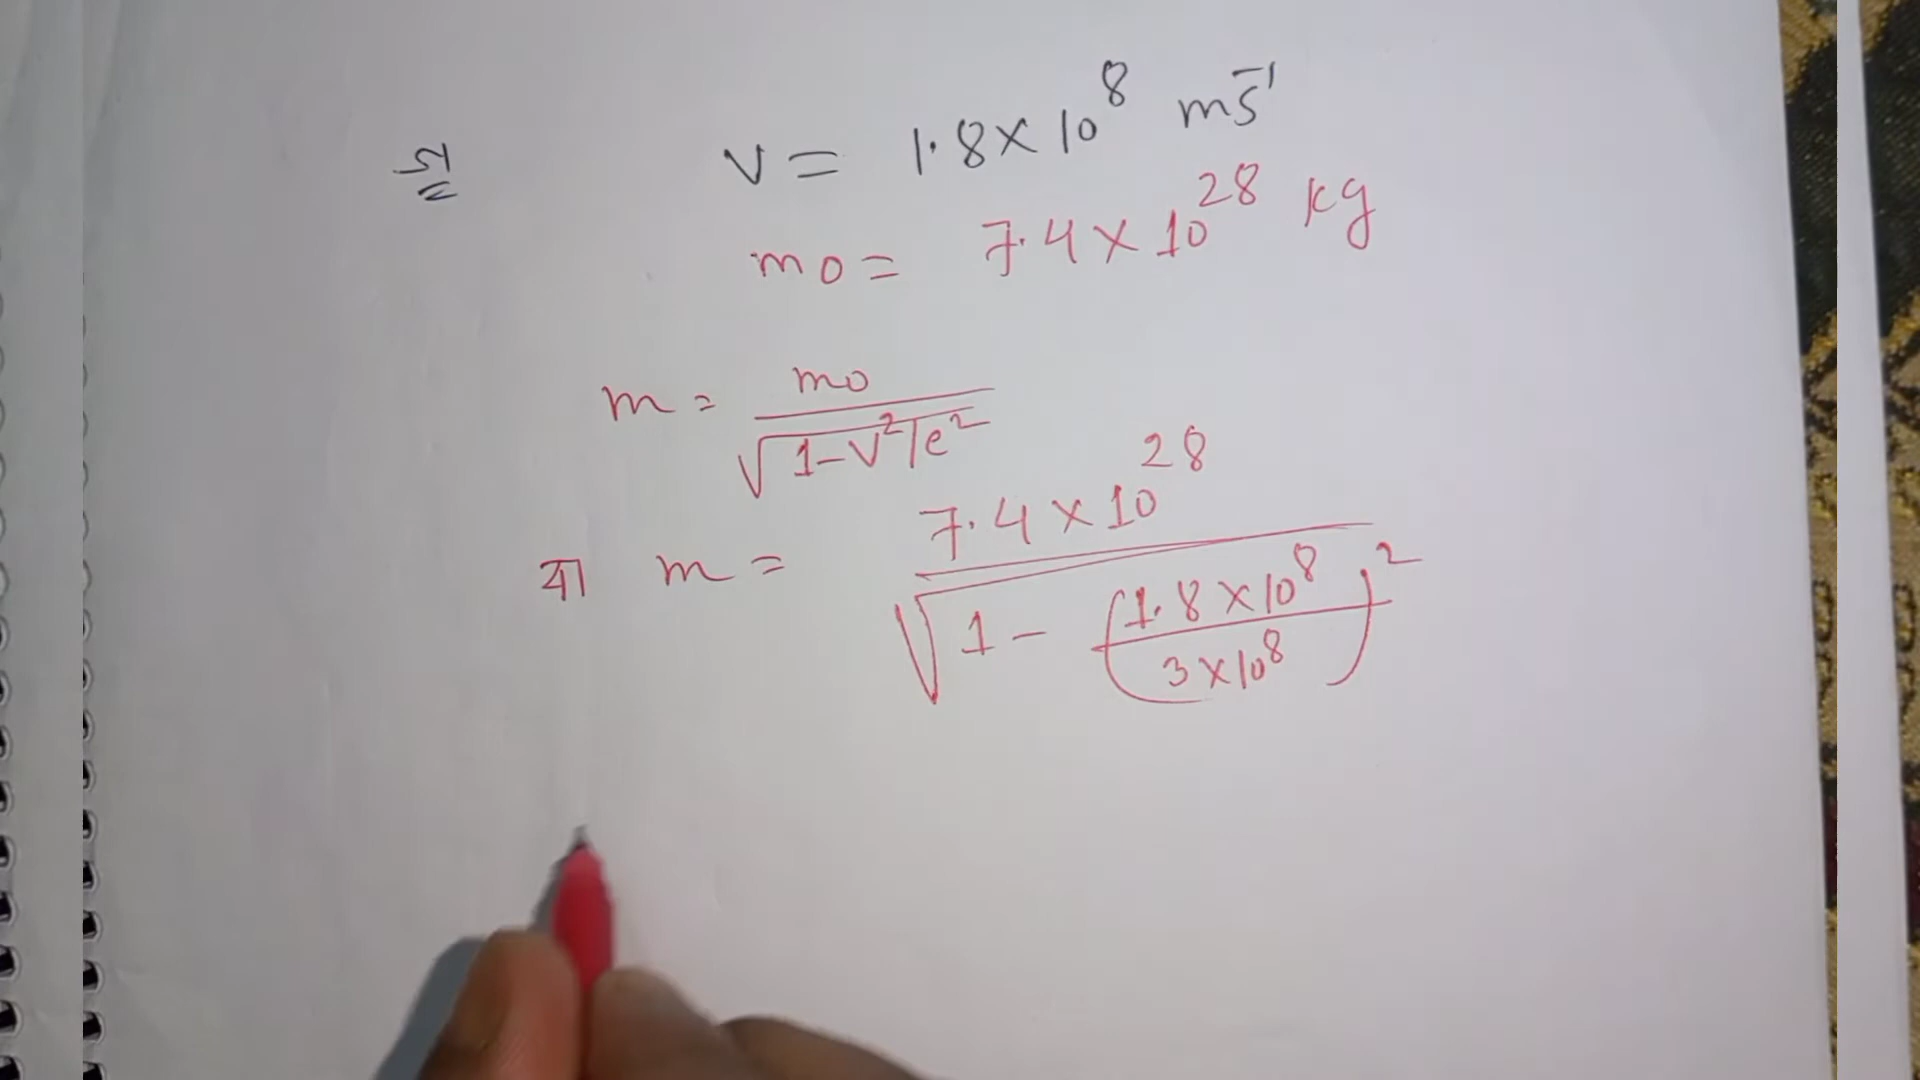 v = 1.8×10⁸ ms⁻¹
m0 = 7.4×10²⁸ kg
m = m0 / √(1-v²/c²)
या m = 7.4×10²⁸ / √(1 - (1.8×10⁸ / 3×10⁸)²)